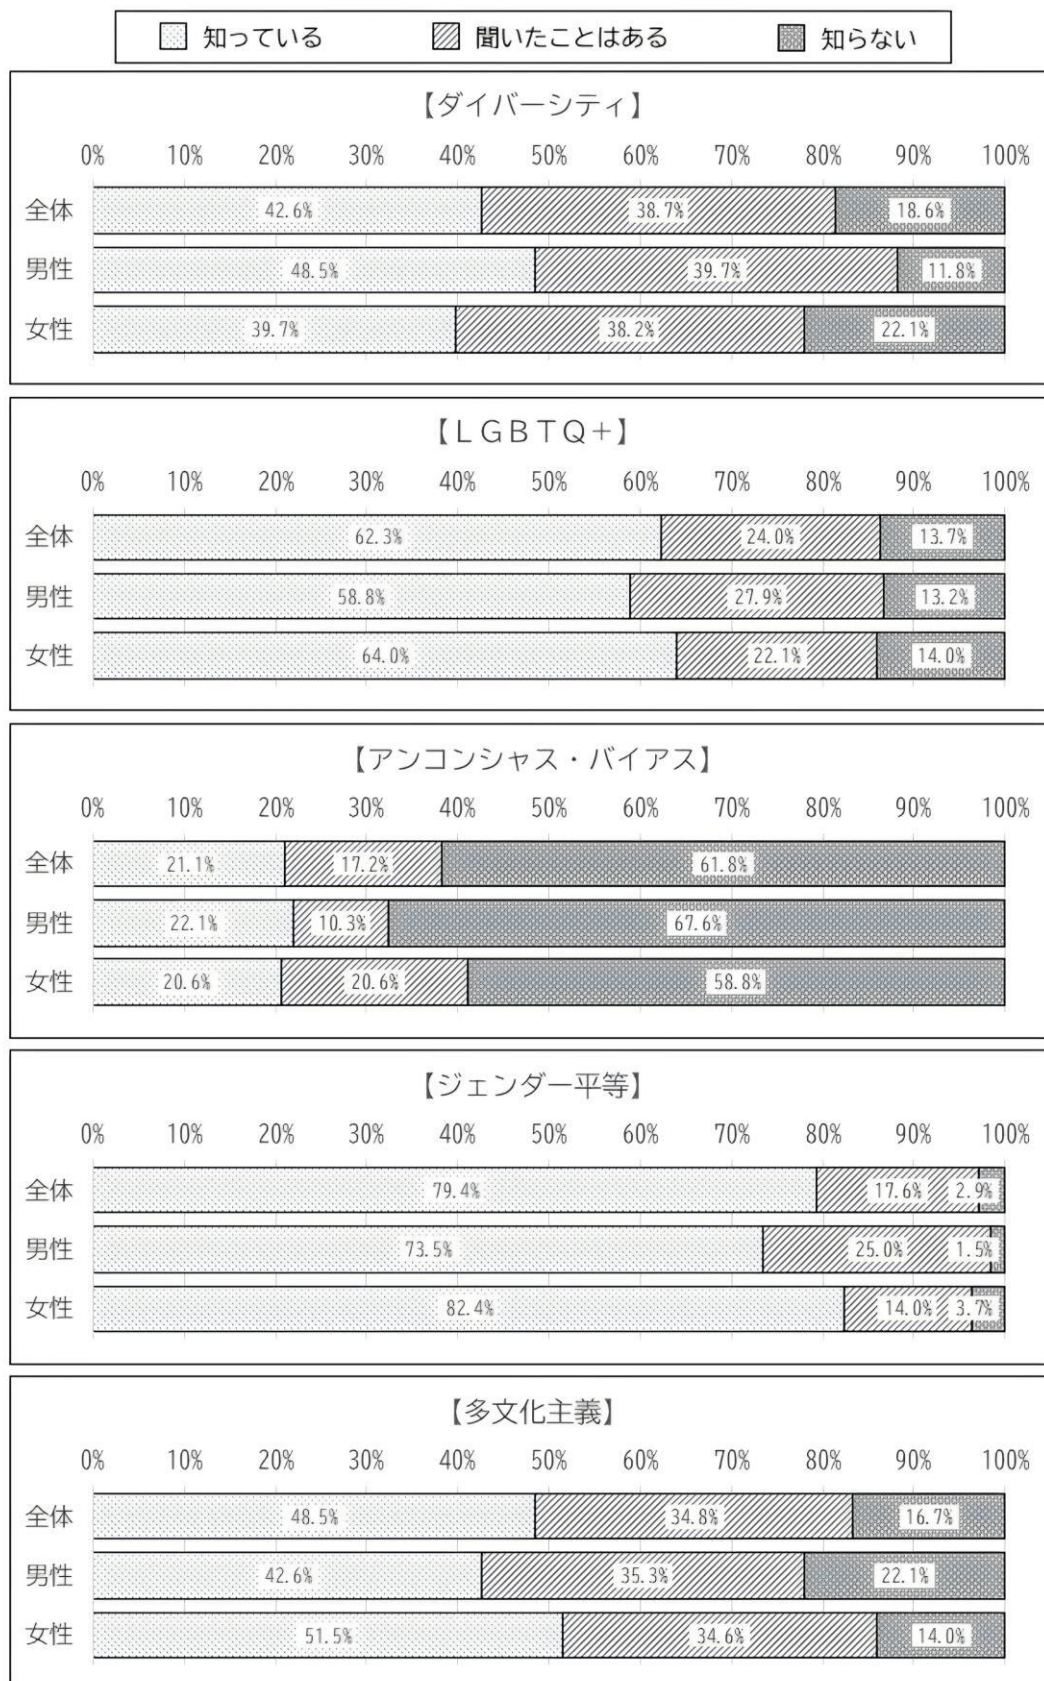 知っている 聞いたことはある 知らない
【ダイバーシティ】
0% 10% 20% 30% 40% 50% 60% 70% 80% 90% 100%
全体 42.6% 38.7% 18.6%
男性 48.5% 39.7% 11.8%
女性 39.7% 38.2% 22.1%
【LGBTQ+】
0% 10% 20% 30% 40% 50% 60% 70% 80% 90% 100%
全体 62.3% 24.0% 13.7%
男性 58.8% 27.9% 13.2%
女性 64.0% 22.1% 14.0%
【アンコンシャス・バイアス】
0% 10% 20% 30% 40% 50% 60% 70% 80% 90% 100%
全体 21.1% 17.2% 61.8%
男性 22.1% 10.3% 67.6%
女性 20.6% 20.6% 58.8%
【ジェンダー平等】
0% 10% 20% 30% 40% 50% 60% 70% 80% 90% 100%
全体 79.4% 17.6% 2.9%
男性 73.5% 25.0% 1.5%
女性 82.4% 14.0% 3.7%
【多文化主義】
0% 10% 20% 30% 40% 50% 60% 70% 80% 90% 100%
全体 48.5% 34.8% 16.7%
男性 42.6% 35.3% 22.1%
女性 51.5% 34.6% 14.0%